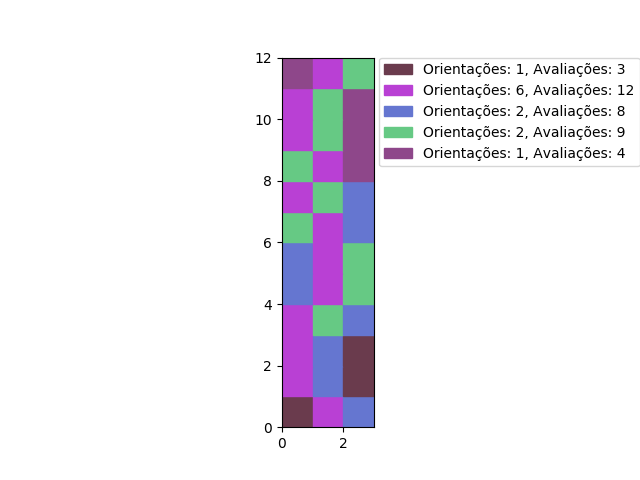 12
10
8
6
4
2
0
0 2
Orientações: 1, Avaliações: 3
Orientações: 6, Avaliações: 12
Orientações: 2, Avaliações: 8
Orientações: 2, Avaliações: 9
Orientações: 1, Avaliações: 4